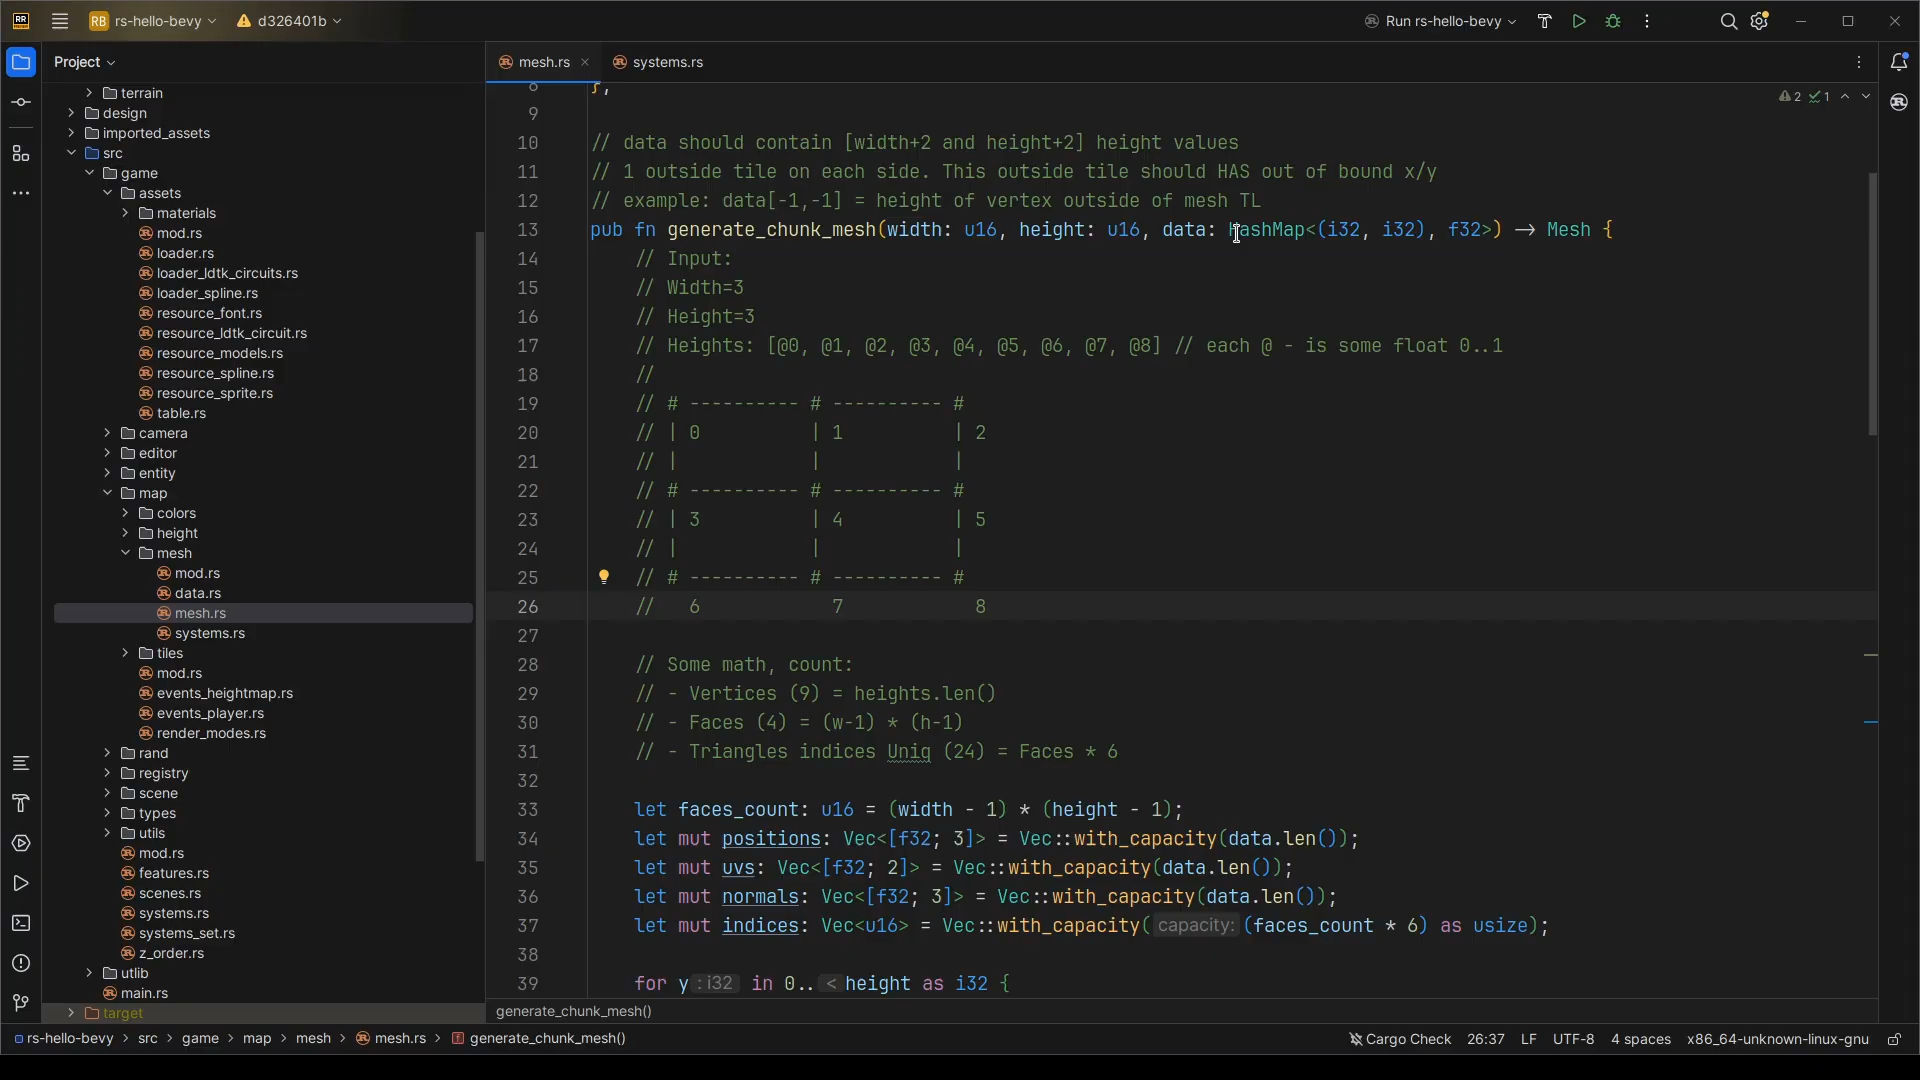 RR
RB rs-hello-bevy
d326401b
Run rs-hello-bevy
Project
mesh.rs
systems.rs
terrain
design
imported_assets
src
game
assets
materials
mod.rs
loader.rs
loader_ldtk_circuits.rs
loader_spline.rs
resource_font.rs
resource_ldtk_circuit.rs
resource_models.rs
resource_spline.rs
resource_sprite.rs
table.rs
camera
editor
entity
map
colors
height
mesh
mod.rs
data.rs
mesh.rs
systems.rs
tiles
mod.rs
events_heightmap.rs
events_player.rs
render_modes.rs
rand
registry
scene
types
utils
mod.rs
features.rs
scenes.rs
systems.rs
systems_set.rs
z_order.rs
utlib
main.rs
target
2 1
8 };
9
10 // data should contain [width+2 and height+2] height values
11 // 1 outside tile on each side. This outside tile should HAS out of bound x/y
12 // example: data[-1,-1] = height of vertex outside of mesh TL
13 pub fn generate_chunk_mesh(width: u16, height: u16, data: HashMap<(i32, i32), f32>) -> Mesh {
14 // Input:
15 // Width=3
16 // Height=3
17 // Heights: [@0, @1, @2, @3, @4, @5, @6, @7, @8] // each @ - is some float 0..1
18 //
19 // # ---------- # ---------- #
20 // | 0 | 1 | 2
21 // | | |
22 // # ---------- # ---------- #
23 // | 3 | 4 | 5
24 // | | |
25 // # ---------- # ---------- #
26 // 6 7 8
27
28 // Some math, count:
29 // - Vertices (9) = heights.len()
30 // - Faces (4) = (w-1) * (h-1)
31 // - Triangles indices Uniq (24) = Faces * 6
32
33 let faces_count: u16 = (width - 1) * (height - 1);
34 let mut positions: Vec<[f32; 3]> = Vec::with_capacity(data.len());
35 let mut uvs: Vec<[f32; 2]> = Vec::with_capacity(data.len());
36 let mut normals: Vec<[f32; 3]> = Vec::with_capacity(data.len());
37 let mut indices: Vec<u16> = Vec::with_capacity( capacity: (faces_count * 6) as usize);
38
39 for y : i32 in 0.. < height as i32 {
generate_chunk_mesh()
rs-hello-bevy > src > game > map > mesh > mesh.rs > generate_chunk_mesh()
Cargo Check 26:37 LF UTF-8 4 spaces x86_64-unknown-linux-gnu